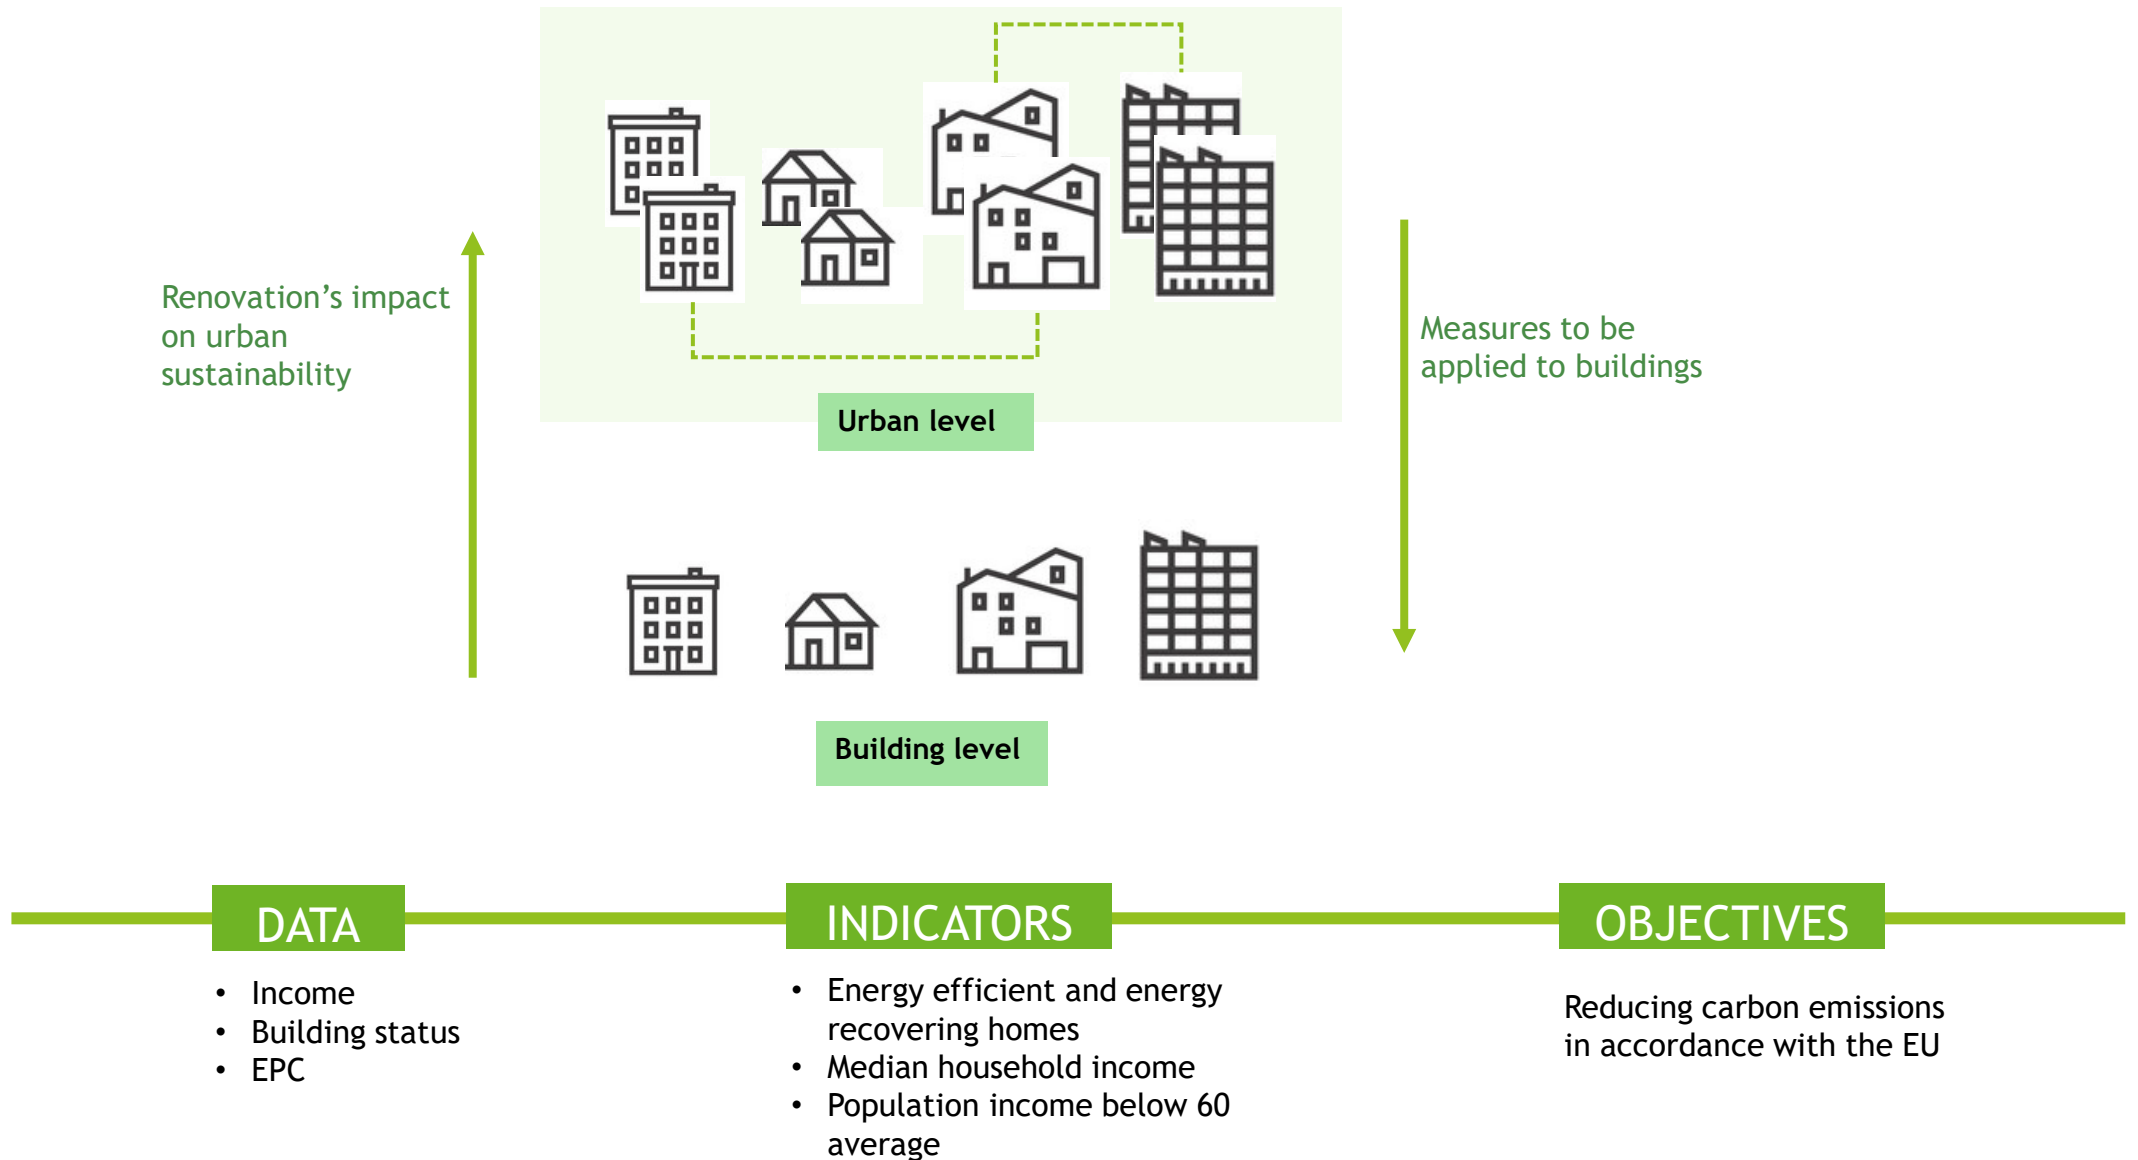 Renovation’s impact
on urban
sustainability
Measures to be
applied to buildings
Urban level
Building level
DATA
INDICATORS
OBJECTIVES
• Income
• Building status
• EPC
• Energy efficient and energy
recovering homes
• Median household income
• Population income below 60
average
Reducing carbon emissions
in accordance with the EU